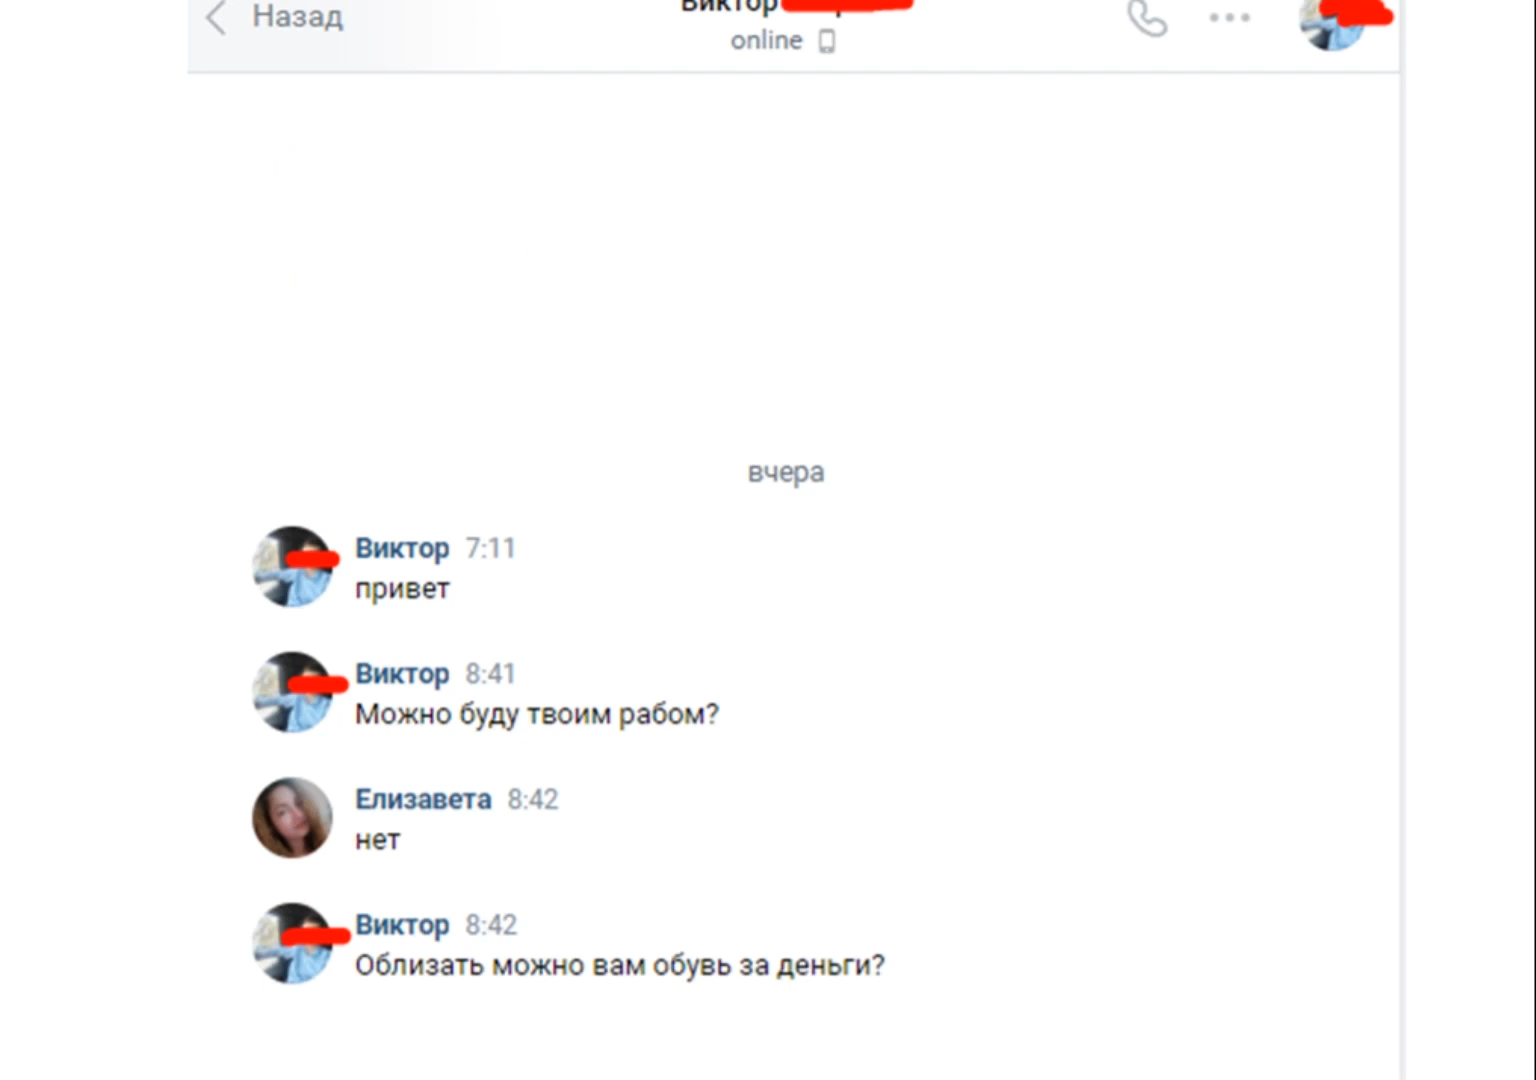 Назад
Виктор
online
вчера
Виктор 7:11
привет
Виктор 8:41
Можно буду твоим рабом?
Елизавета 8:42
нет
Виктор 8:42
Облизать можно вам обувь за деньги?